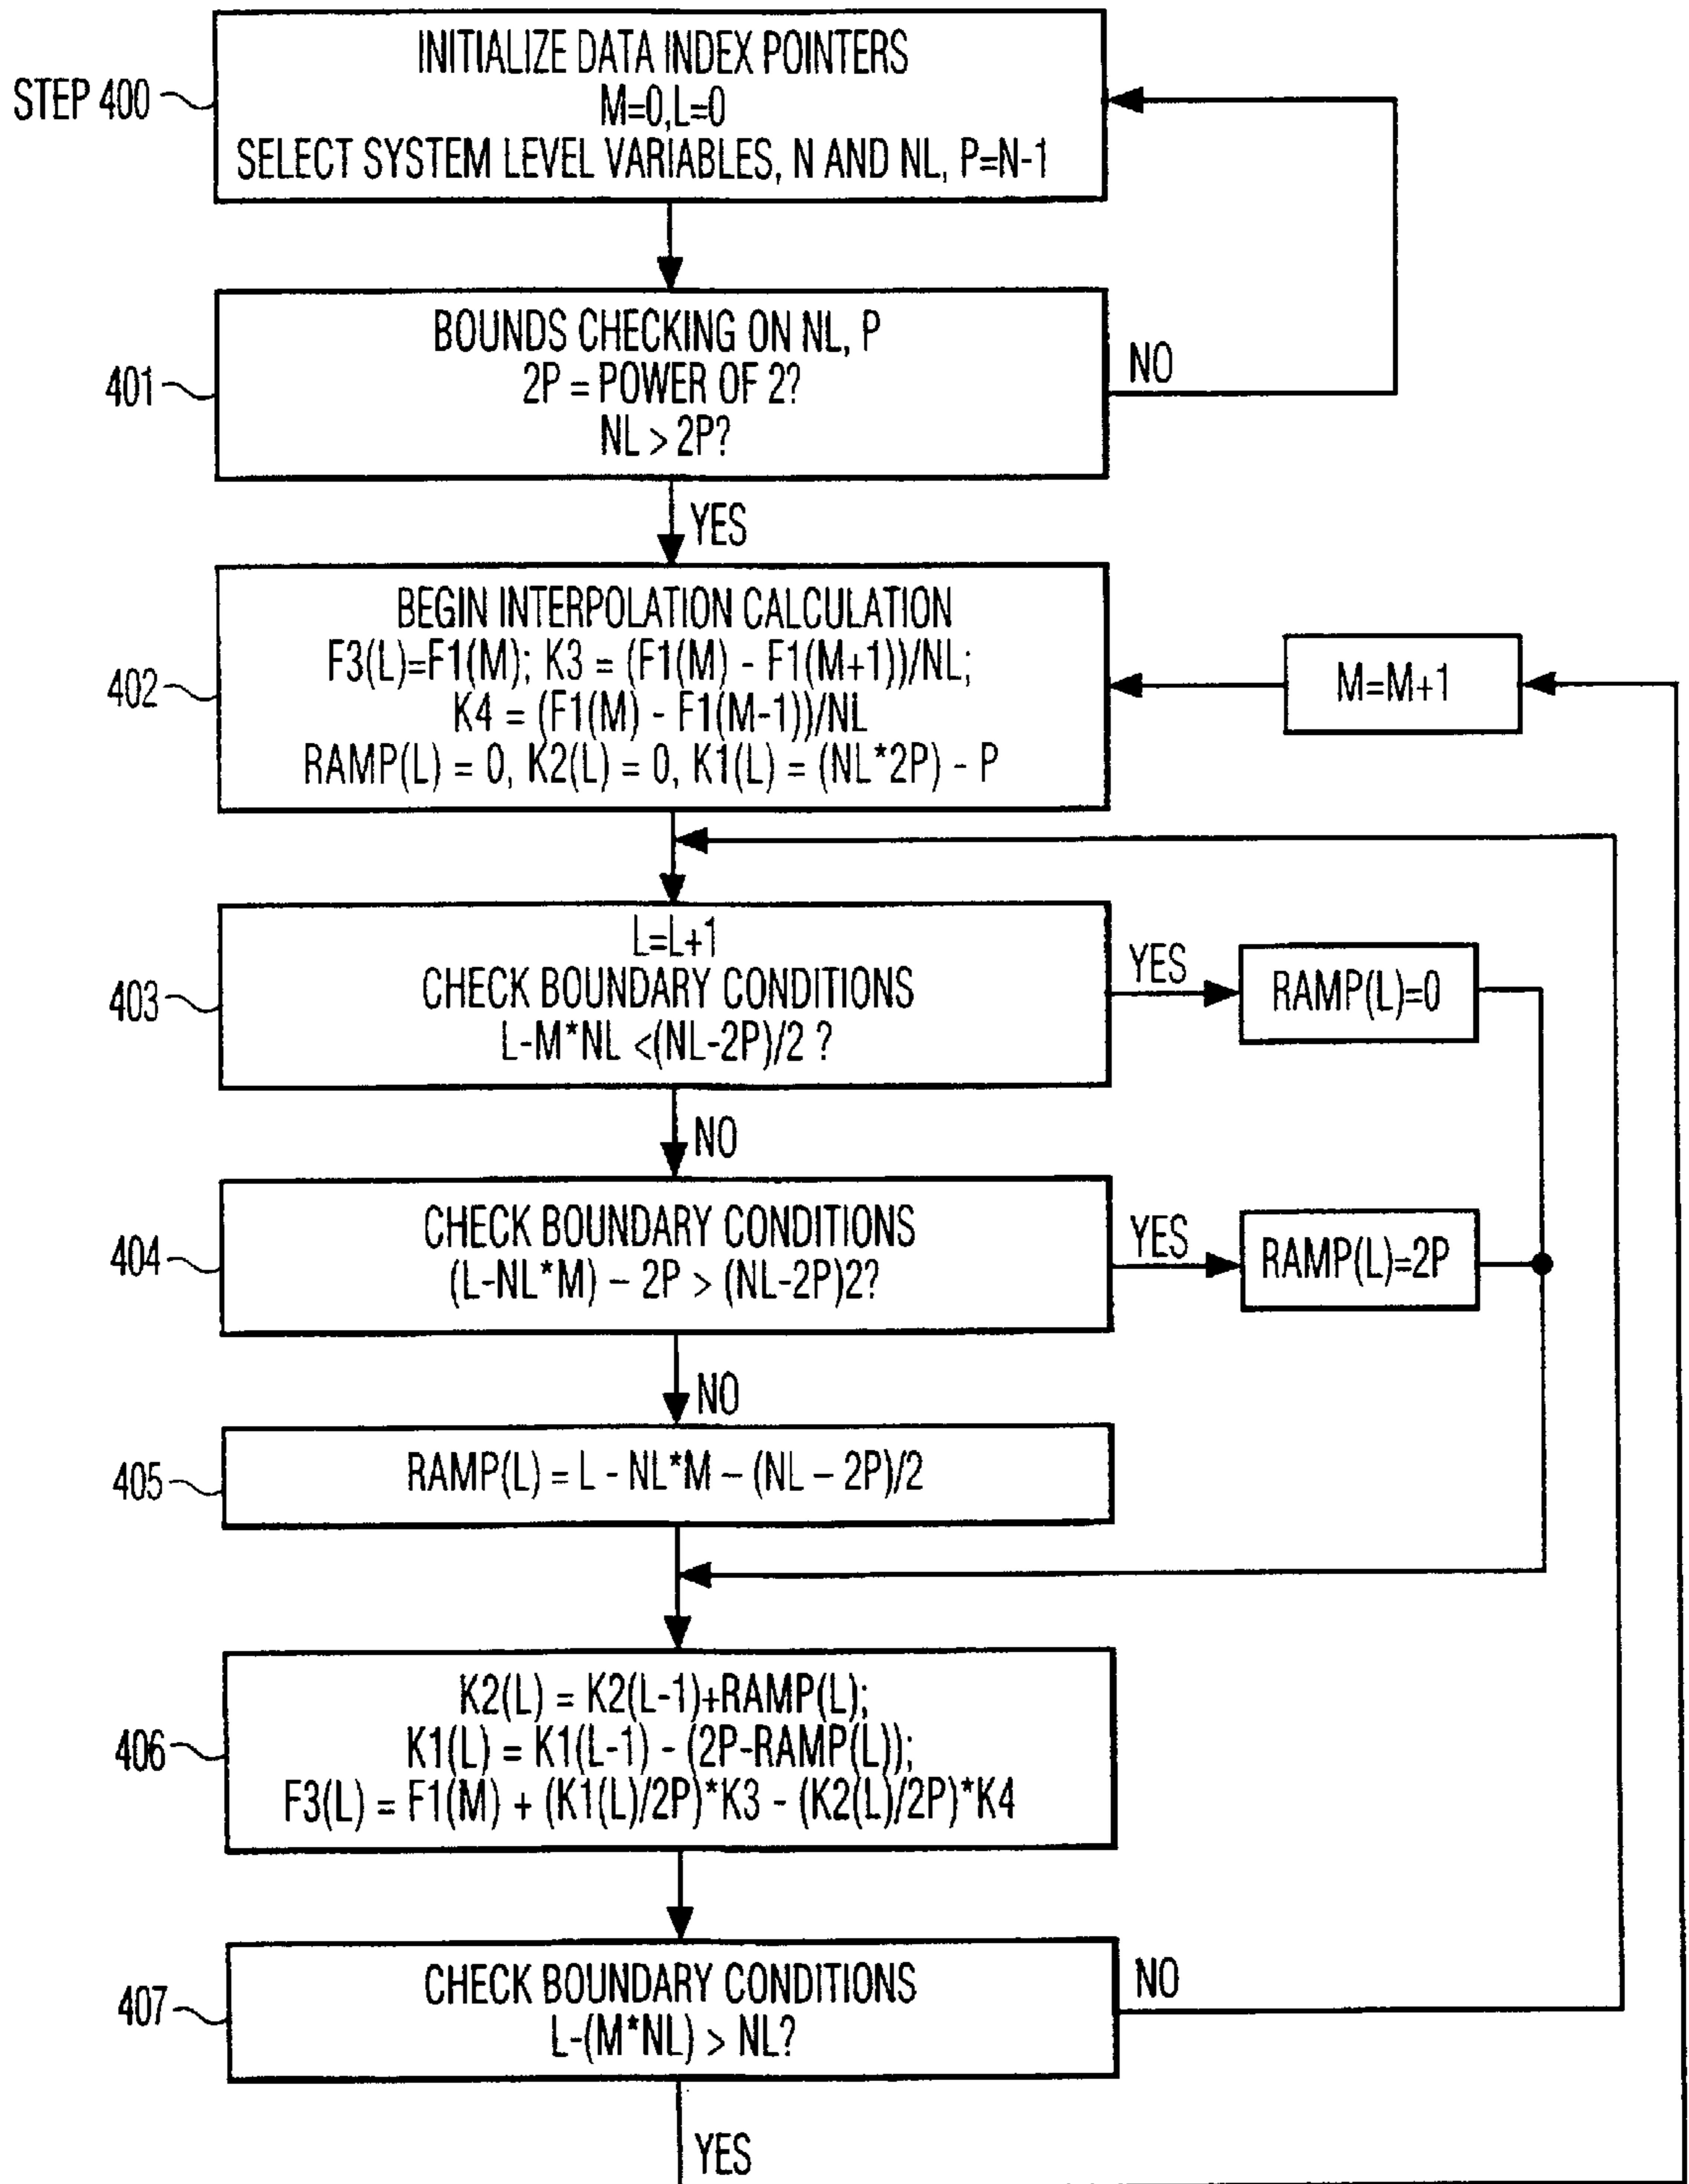 STEP 400
INITIALIZE DATA INDEX POINTERS
M=0,L=0
SELECT SYSTEM LEVEL VARIABLES, N AND NL, P=N-1
401
BOUNDS CHECKING ON NL, P
2P = POWER OF 2?
NL > 2P?
NO
YES
402
BEGIN INTERPOLATION CALCULATION
F3(L)=F1(M); K3 = (F1(M) - F1(M+1))/NL;
K4 = (F1(M) - F1(M-1))/NL
RAMP(L) = 0, K2(L) = 0, K1(L) = (NL*2P) - P
M=M+1
403
L=L+1
CHECK BOUNDARY CONDITIONS
L-M*NL <(NL-2P)/2 ?
YES
RAMP(L)=0
NO
404
CHECK BOUNDARY CONDITIONS
(L-NL*M) – 2P > (NL-2P)2?
YES
RAMP(L)=2P
NO
405
RAMP(L) = L - NL*M – (NL – 2P)/2
406
K2(L) = K2(L-1)+RAMP(L);
K1(L) = K1(L-1) - (2P-RAMP(L));
F3(L) = F1(M) + (K1(L)/2P)*K3 - (K2(L)/2P)*K4
407
CHECK BOUNDARY CONDITIONS
L-(M*NL) > NL?
NO
YES